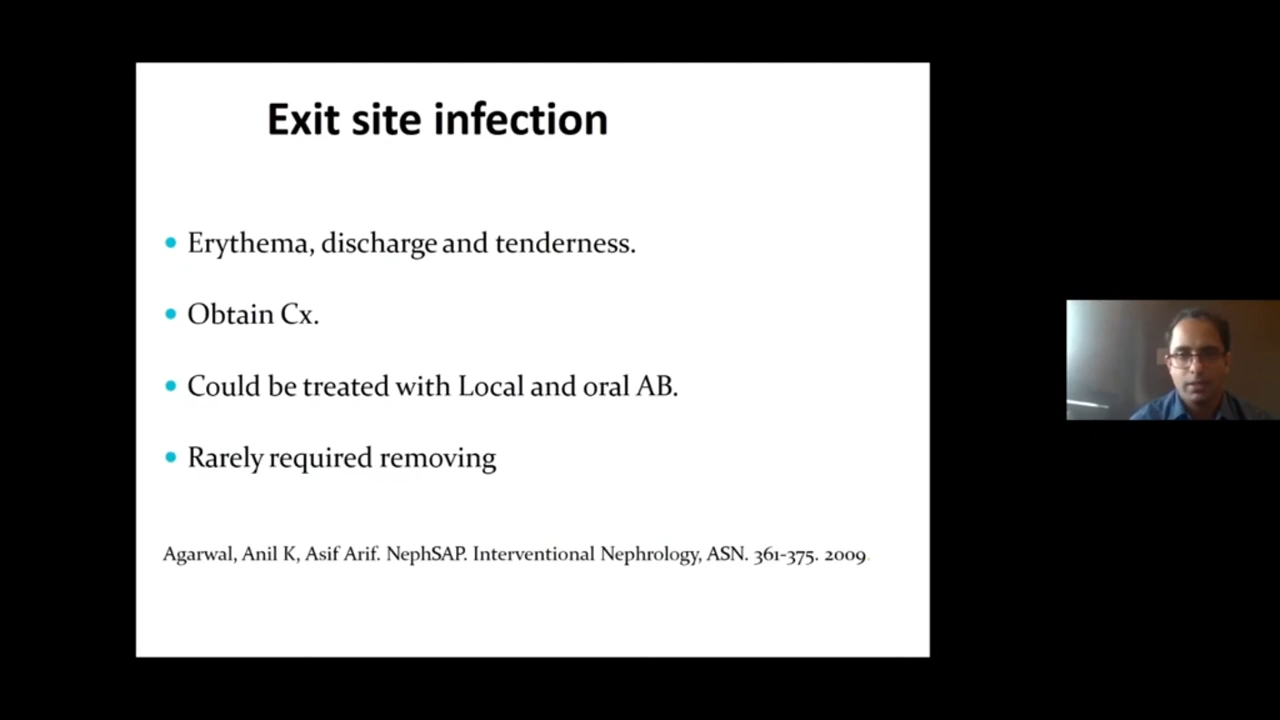 Exit site infection
• Erythema, discharge and tenderness.
• Obtain Cx.
• Could be treated with Local and oral AB.
• Rarely required removing
Agarwal, Anil K, Asif Arif. NephSAP. Interventional Nephrology, ASN. 361-375. 2009.